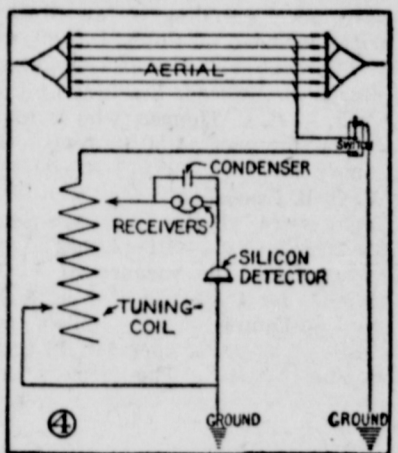 AERIAL
SWITCH
CONDENSER
RECEIVERS
SILICON
DETECTOR
TUNING
COIL
GROUND
GROUND
4